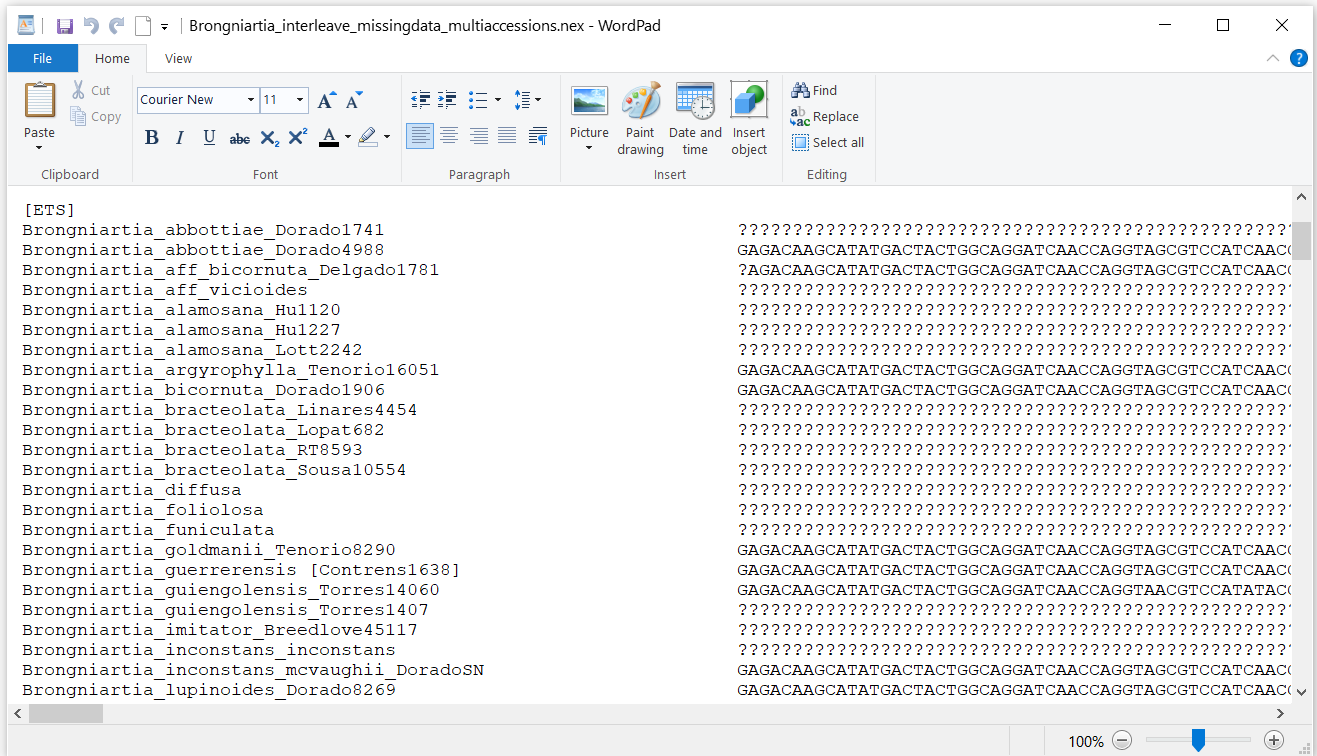 Brongniartia_interleave_missingdata_multiaccessions.nex - WordPad
File Home View
Paste
Cut
Copy
Clipboard
Courier New 11
Font
Paragraph
Picture
Paint drawing
Date and time
Insert object
Insert
Find
Replace
Select all
Editing
[ETS]
Brongniartia_abbottiae_Dorado1741 ??????????????????????????????????????????????????
Brongniartia_abbottiae_Dorado4988 GAGACAAGCATATGACTACTGGCAGGATCAACCAGGTAGCGTCCATCAAC
Brongniartia_aff_bicornuta_Delgado1781 ?AGACAAGCATATGACTACTGGCAGGATCAACCAGGTAGCGTCCATCAAC
Brongniartia_aff_vicioides ??????????????????????????????????????????????????
Brongniartia_alamosana_Hu1120 ??????????????????????????????????????????????????
Brongniartia_alamosana_Hu1227 ??????????????????????????????????????????????????
Brongniartia_alamosana_Lott2242 ??????????????????????????????????????????????????
Brongniartia_argyrophylla_Tenorio16051 GAGACAAGCATATGACTACTGGCAGGATCAACCAGGTAGCGTCCATCAAC
Brongniartia_bicornuta_Dorado1906 GAGACAAGCATATGACTACTGGCAGGATCAACCAGGTAGCGTCCATCAAC
Brongniartia_bracteolata_Linares4454 ??????????????????????????????????????????????????
Brongniartia_bracteolata_Lopat682 ??????????????????????????????????????????????????
Brongniartia_bracteolata_RT8593 ??????????????????????????????????????????????????
Brongniartia_bracteolata_Sousa10554 ??????????????????????????????????????????????????
Brongniartia_diffusa ??????????????????????????????????????????????????
Brongniartia_foliolosa ??????????????????????????????????????????????????
Brongniartia_funiculata ??????????????????????????????????????????????????
Brongniartia_goldmanii_Tenorio8290 GAGACAAGCATATGACTACTGGCAGGATCAACCAGGTAGCGTCCATCAAC
Brongniartia_guerrerensis [Contrens1638] GAGACAAGCATATGACTACTGGCAGGATCAACCAGGTAGCGTCCATCAAC
Brongniartia_guiengolensis_Torres14060 GAGACAAGCATATGACTACTGGCAGGATCAACCAGGTAACGTCCATATAC
Brongniartia_guiengolensis_Torres1407 ??????????????????????????????????????????????????
Brongniartia_imitator_Breedlove45117 ??????????????????????????????????????????????????
Brongniartia_inconstans_inconstans ??????????????????????????????????????????????????
Brongniartia_inconstans_mcvaughii_DoradoSN GAGACAAGCATATGACTACTGGCAGGATCAACCAGGTAGCGTCCATCAAC
Brongniartia_lupinoides_Dorado8269 GAGACAAGCATATGACTACTGGCAGGATCAACCAGGTAGCGTCCATCAAC
100%